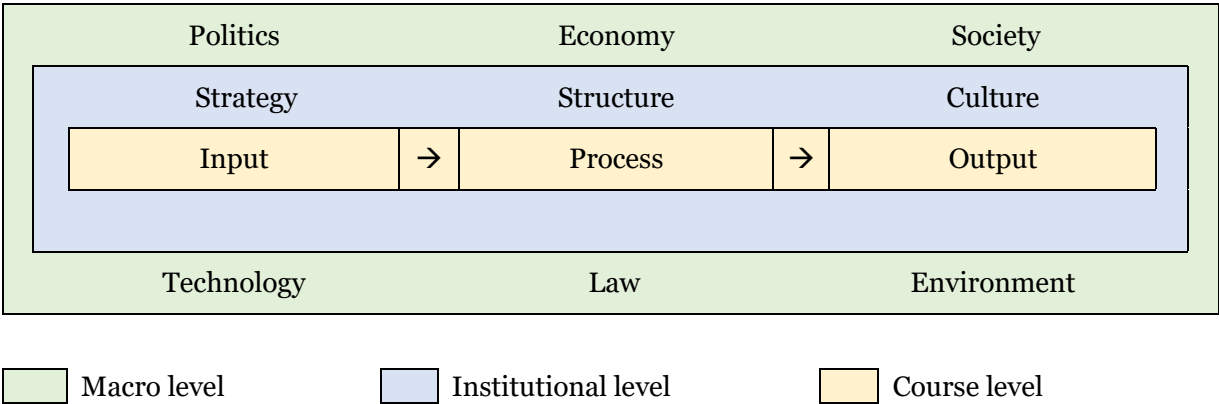 Politics Economy Society
Strategy Structure Culture
Input → Process → Output
Technology Law Environment
Macro level Institutional level Course level